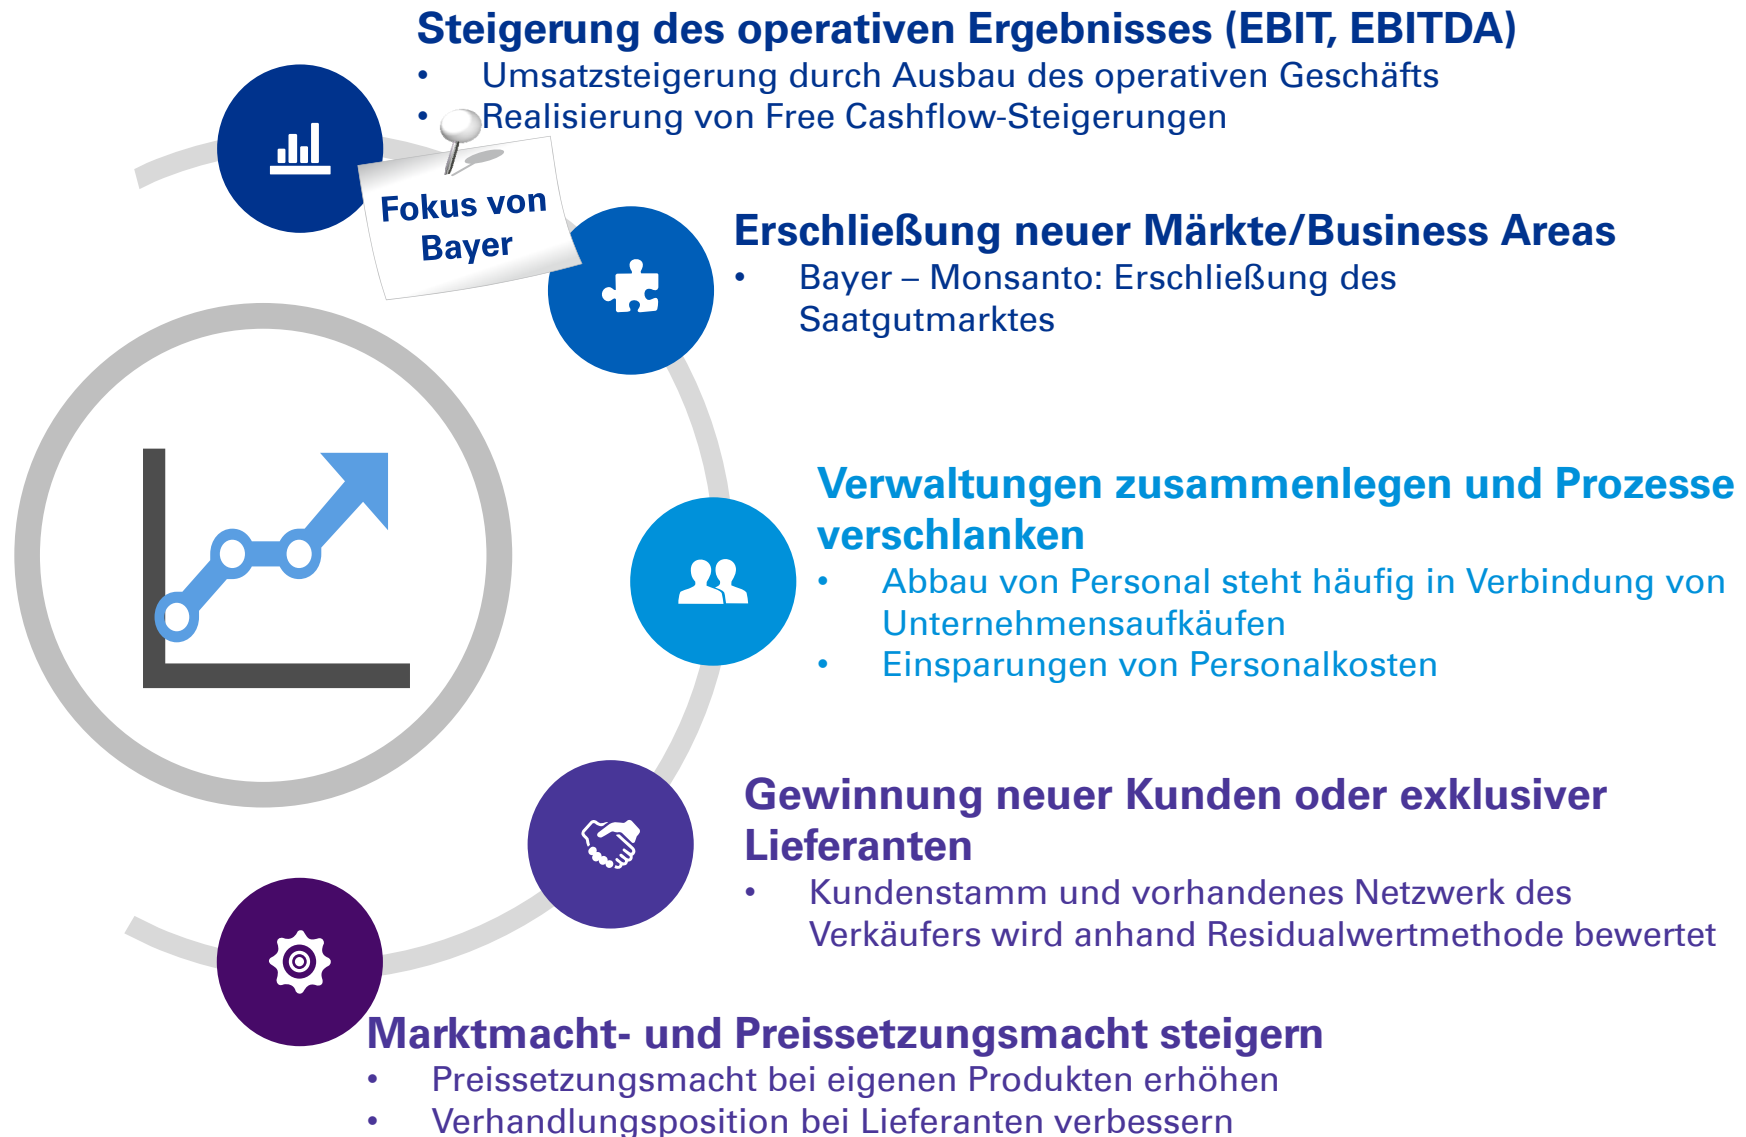 Steigerung des operativen Ergebnisses (EBIT, EBITDA)
• Umsatzsteigerung durch Ausbau des operativen Geschäfts
• Realisierung von Free Cashflow-Steigerungen
Fokus von
Bayer
Erschließung neuer Märkte/Business Areas
• Bayer – Monsanto: Erschließung des
Saatgutmarktes
Verwaltungen zusammenlegen und Prozesse
verschlanken
• Abbau von Personal steht häufig in Verbindung von
Unternehmensaufkäufen
• Einsparungen von Personalkosten
Gewinnung neuer Kunden oder exklusiver
Lieferanten
• Kundenstamm und vorhandenes Netzwerk des
Verkäufers wird anhand Residualwertmethode bewertet
Marktmacht- und Preissetzungsmacht steigern
• Preissetzungsmacht bei eigenen Produkten erhöhen
• Verhandlungsposition bei Lieferanten verbessern